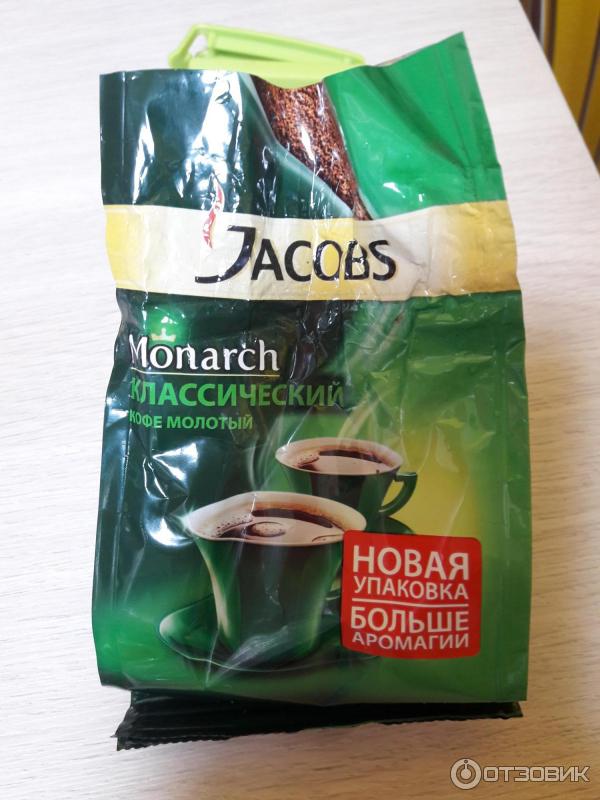 JACOBS
Monarch
КЛАССИЧЕСКИЙ
КОФЕ МОЛОТЫЙ
НОВАЯ
УПАКОВКА
БОЛЬШЕ
АРОМАГИИ
ОТЗОВИК